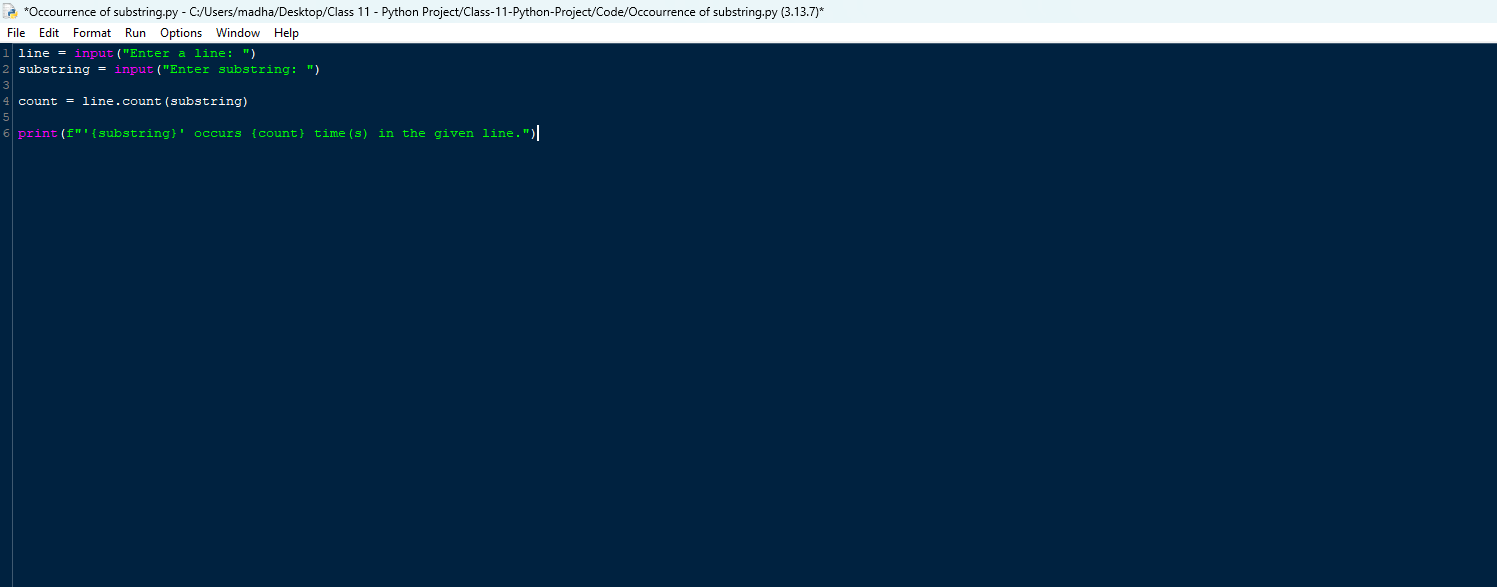 *Occourrence of substring.py - C:/Users/madha/Desktop/Class 11 - Python Project/Class-11-Python-Project/Code/Occourrence of substring.py (3.13.7)*
File Edit Format Run Options Window Help
1 line = input("Enter a line: ")
2 substring = input("Enter substring: ")
3
4 count = line.count(substring)
5
6 print(f"'{substring}' occurs {count} time(s) in the given line.")